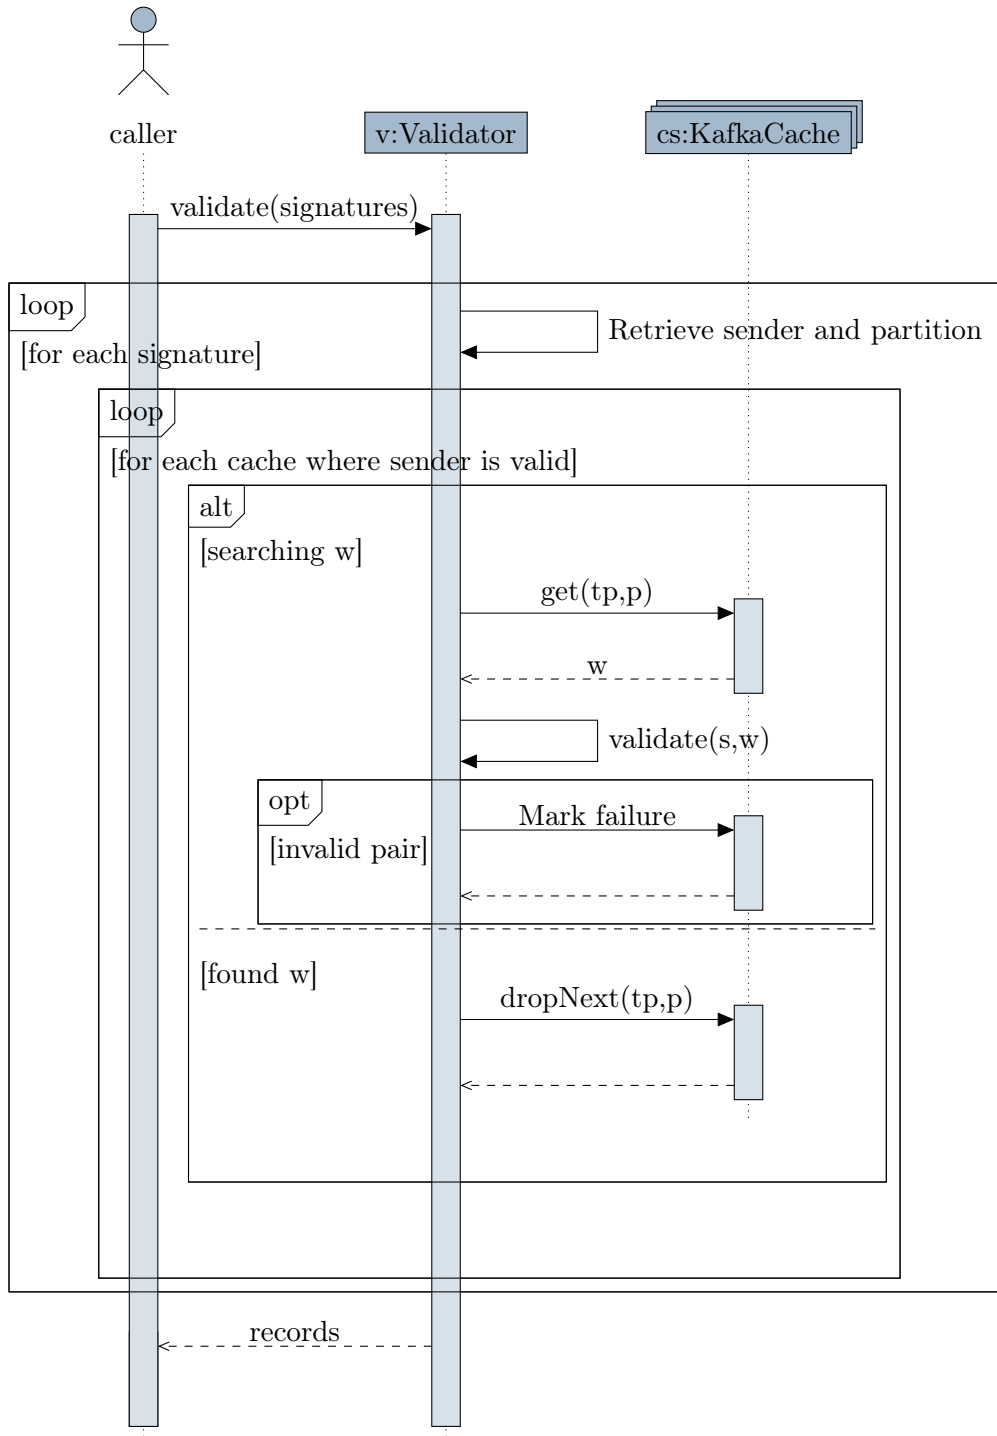 caller
v:Validator
cs:KafkaCache
validate(signatures)
loop
Retrieve sender and partition
[for each signature]
loop
[for each cache where sender is valid]
alt
[searching w]
get(tp,p)
w
validate(s,w)
opt
Mark failure
[invalid pair]
[found w]
dropNext(tp,p)
records